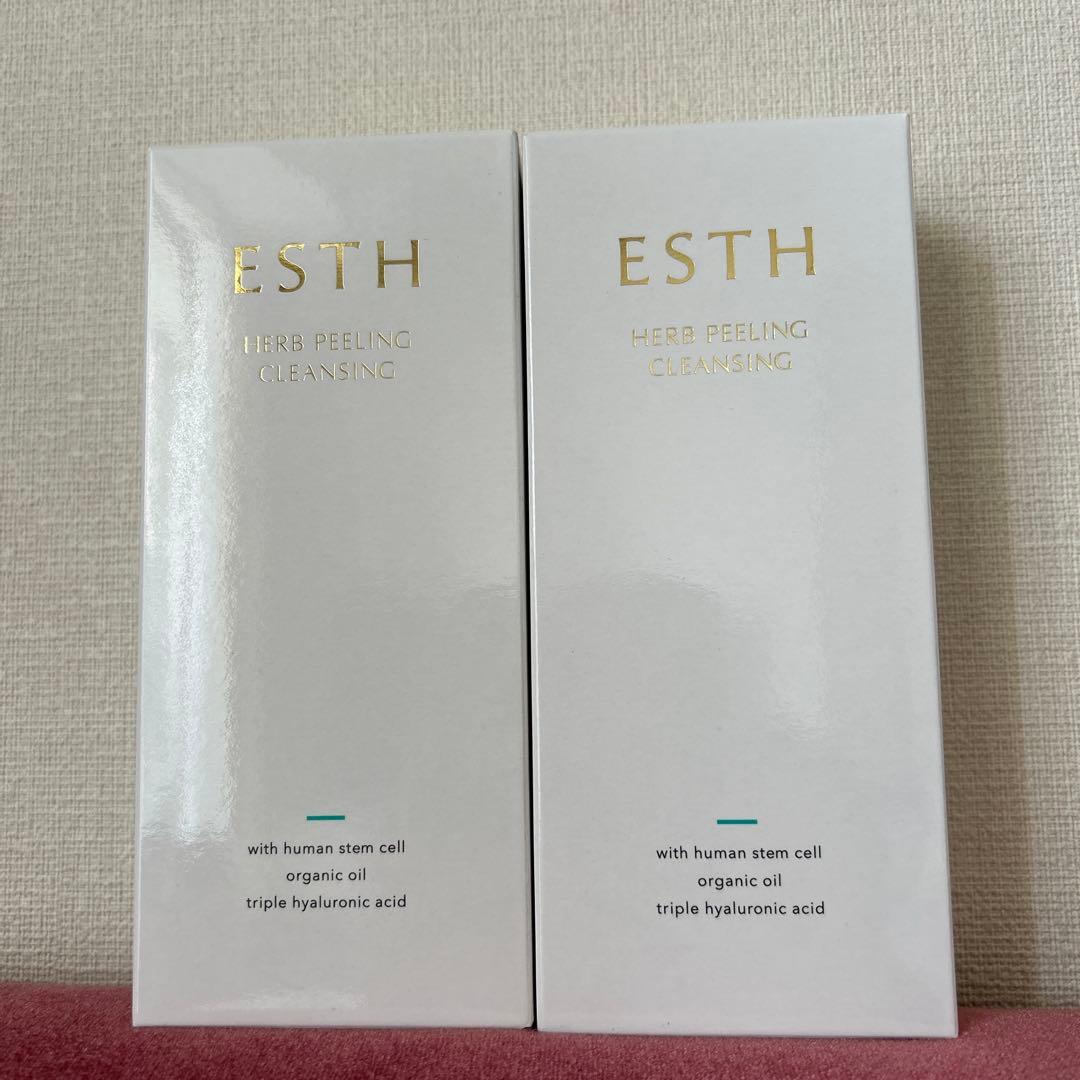 ESTH
HERB PEELING
CLEANSING
with human stem cell
organic oil
triple hyaluronic acid
ESTH
HERB PEELING
CLEANSING
with human stem cell
organic oil
triple hyaluronic acid